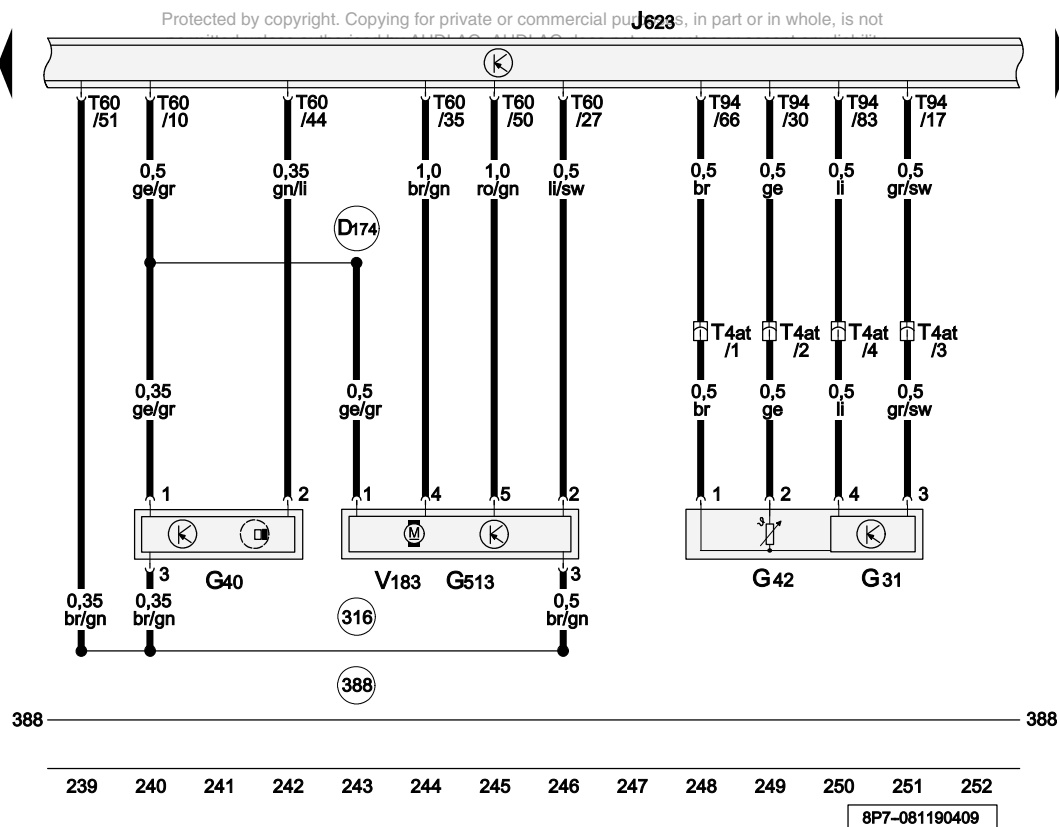 Protected by copyright. Copying for private or commercial purposes, in part or in whole, is not
J623
T60 T60 T60 T60 T60 T60 T94 T94 T94 T94
/51 /10 /44 /35 /50 /27 /66 /30 /83 /17
0,5 0,35 1,0 1,0 0,5 0,5 0,5 0,5 0,5
ge/gr gn/li br/gn ro/gn li/sw br ge li gr/sw
D174
T4at T4at T4at T4at
/1 /2 /4 /3
0,35 0,5 0,5 0,5 0,5 0,5
ge/gr ge/gr br ge li gr/sw
1 2 1 4 5 2 1 2 4 3
M ϑ
3 G40 V183 G513 3 G42 G31
0,35 0,35 316 0,5
br/gn br/gn br/gn
388
388 388
239 240 241 242 243 244 245 246 247 248 249 250 251 252
8P7-081190409